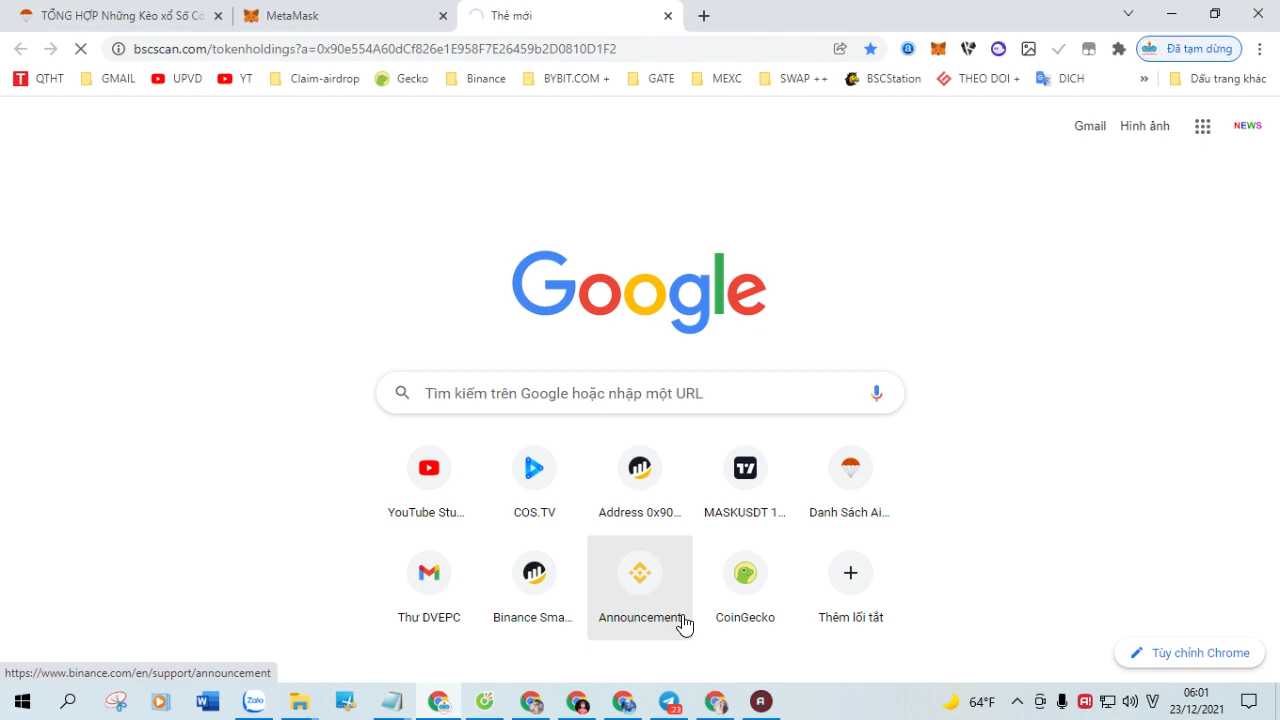 TỔNG HỢP Những Kèo xổ Số Cộ
MetaMask
Thẻ mới
bscscan.com/tokenholdings?a=0x90e554A60dCf826e1E958F7E26459b2D0810D1F2
Đã tạm dừng
QTHT
GMAIL
UPVD
YT
Claim-airdrop
Gecko
Binance
BYBIT.COM +
GATE
MEXC
SWAP ++
BSCStation
THEO DOI +
DICH
»
Dấu trang khác
Gmail
Hình ảnh
NEWS
Google
Tìm kiếm trên Google hoặc nhập một URL
YouTube Stu...
COS.TV
Address 0x90...
MASKUSDT 1...
Danh Sách Ai...
Thư DVEPC
Binance Sma...
Announcement
CoinGecko
Thêm lối tắt
Tùy chỉnh Chrome
https://www.binance.com/en/support/announcement
Zalo
23
64°F
06:01
23/12/2021